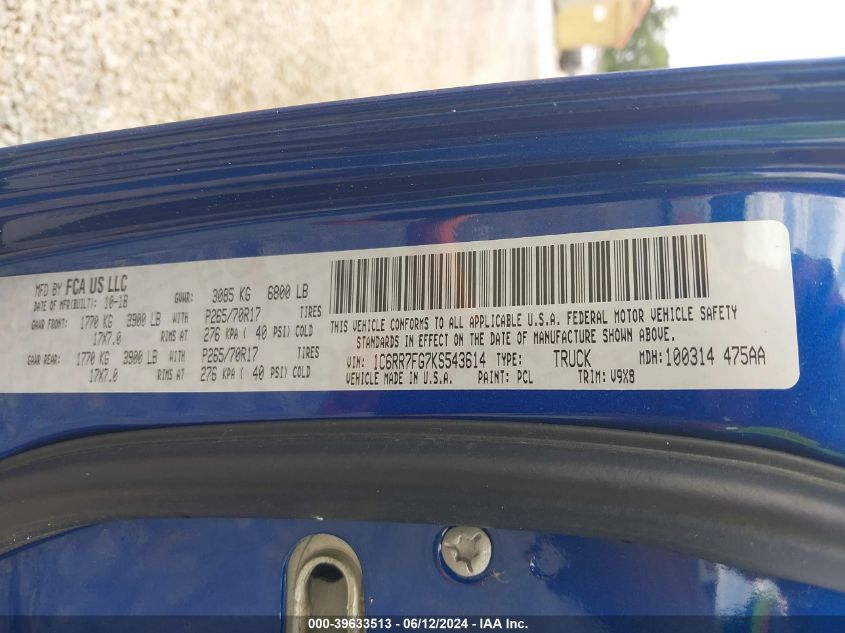 MFD BY FCA US LLC
DATE OF MFR(BUILT): 10-18 GVWR: 3085 KG 6800 LB
GAWR FRONT: 1770 KG 3900 LB WITH P265/70R17 TIRES
17X7.0 RIMS AT 276 KPA ( 40 PSI) COLD
GAWR REAR: 1770 KG 3900 LB WITH P265/70R17 TIRES
17X7.0 RIMS AT 276 KPA ( 40 PSI) COLD
THIS VEHICLE CONFORMS TO ALL APPLICABLE U.S.A. FEDERAL MOTOR VEHICLE SAFETY
STANDARDS IN EFFECT ON THE DATE OF MANUFACTURE SHOWN ABOVE.
VIN: 1C6RR7FG7KS543614 TYPE: TRUCK MDH: 100314 475AA
VEHICLE MADE IN U.S.A. PAINT: PCL TRIM: V9X8
000-39633513 - 06/12/2024 - IAA Inc.